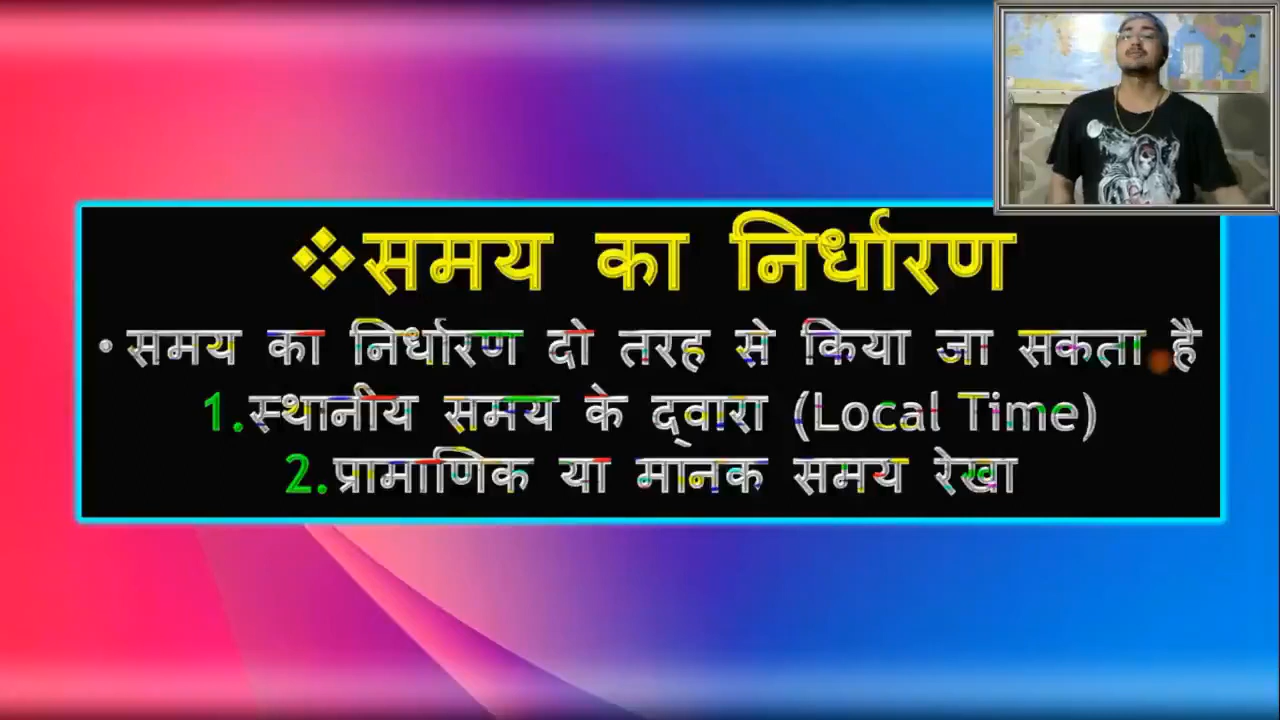 ❖समय का निर्धारण
• समय का निर्धारण दो तरह से किया जा सकता है
1.स्थानीय समय के द्वारा (Local Time)
2.प्रामाणिक या मानक समय रेखा